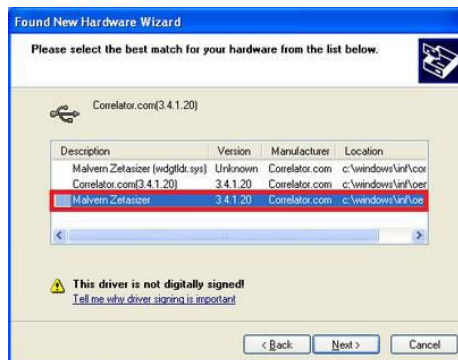 Found New Hardware Wizard
Please select the best match for your hardware from the list below.
Correlator.com(3.4.1.20)
Description Version Manufacturer Location
Malvern Zetasizer (wdgtldr.sys) Unknown Correlator.com c:\windows\inf\cor
Correlator.com(3.4.1.20) 3.4.1.20 Correlator.com c:\windows\inf\oer
Malvern Zetasizer 3.4.1.20 Correlator.com c:\windows\inf\oe
This driver is not digitally signed!
Tell me why driver signing is important
< Back Next > Cancel